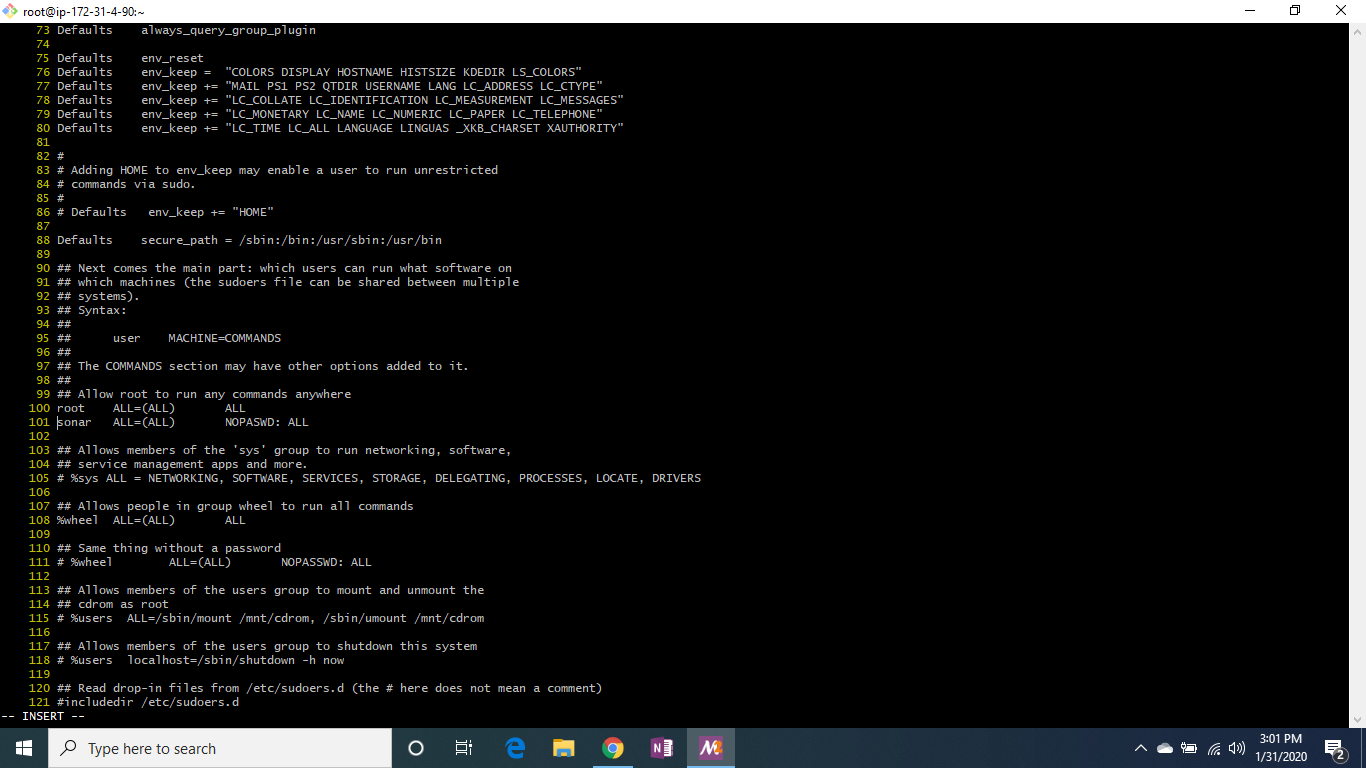 root@ip-172-31-4-90:~
73 Defaults    always_query_group_plugin
74
75 Defaults    env_reset
76 Defaults    env_keep =  "COLORS DISPLAY HOSTNAME HISTSIZE KDEDIR LS_COLORS"
77 Defaults    env_keep += "MAIL PS1 PS2 QTDIR USERNAME LANG LC_ADDRESS LC_CTYPE"
78 Defaults    env_keep += "LC_COLLATE LC_IDENTIFICATION LC_MEASUREMENT LC_MESSAGES"
79 Defaults    env_keep += "LC_MONETARY LC_NAME LC_NUMERIC LC_PAPER LC_TELEPHONE"
80 Defaults    env_keep += "LC_TIME LC_ALL LANGUAGE LINGUAS _XKB_CHARSET XAUTHORITY"
81
82 #
83 # Adding HOME to env_keep may enable a user to run unrestricted
84 # commands via sudo.
85 #
86 # Defaults   env_keep += "HOME"
87
88 Defaults    secure_path = /sbin:/bin:/usr/sbin:/usr/bin
89
90 ## Next comes the main part: which users can run what software on
91 ## which machines (the sudoers file can be shared between multiple
92 ## systems).
93 ## Syntax:
94 ##
95 ##      user    MACHINE=COMMANDS
96 ##
97 ## The COMMANDS section may have other options added to it.
98 ##
99 ## Allow root to run any commands anywhere
100 root    ALL=(ALL)       ALL
101 sonar   ALL=(ALL)       NOPASWD: ALL
102
103 ## Allows members of the 'sys' group to run networking, software,
104 ## service management apps and more.
105 # %sys ALL = NETWORKING, SOFTWARE, SERVICES, STORAGE, DELEGATING, PROCESSES, LOCATE, DRIVERS
106
107 ## Allows people in group wheel to run all commands
108 %wheel  ALL=(ALL)       ALL
109
110 ## Same thing without a password
111 # %wheel        ALL=(ALL)       NOPASSWD: ALL
112
113 ## Allows members of the users group to mount and unmount the
114 ## cdrom as root
115 # %users  ALL=/sbin/mount /mnt/cdrom, /sbin/umount /mnt/cdrom
116
117 ## Allows members of the users group to shutdown this system
118 # %users  localhost=/sbin/shutdown -h now
119
120 ## Read drop-in files from /etc/sudoers.d (the # here does not mean a comment)
121 #includedir /etc/sudoers.d
-- INSERT --
Type here to search
3:01 PM
1/31/2020
2